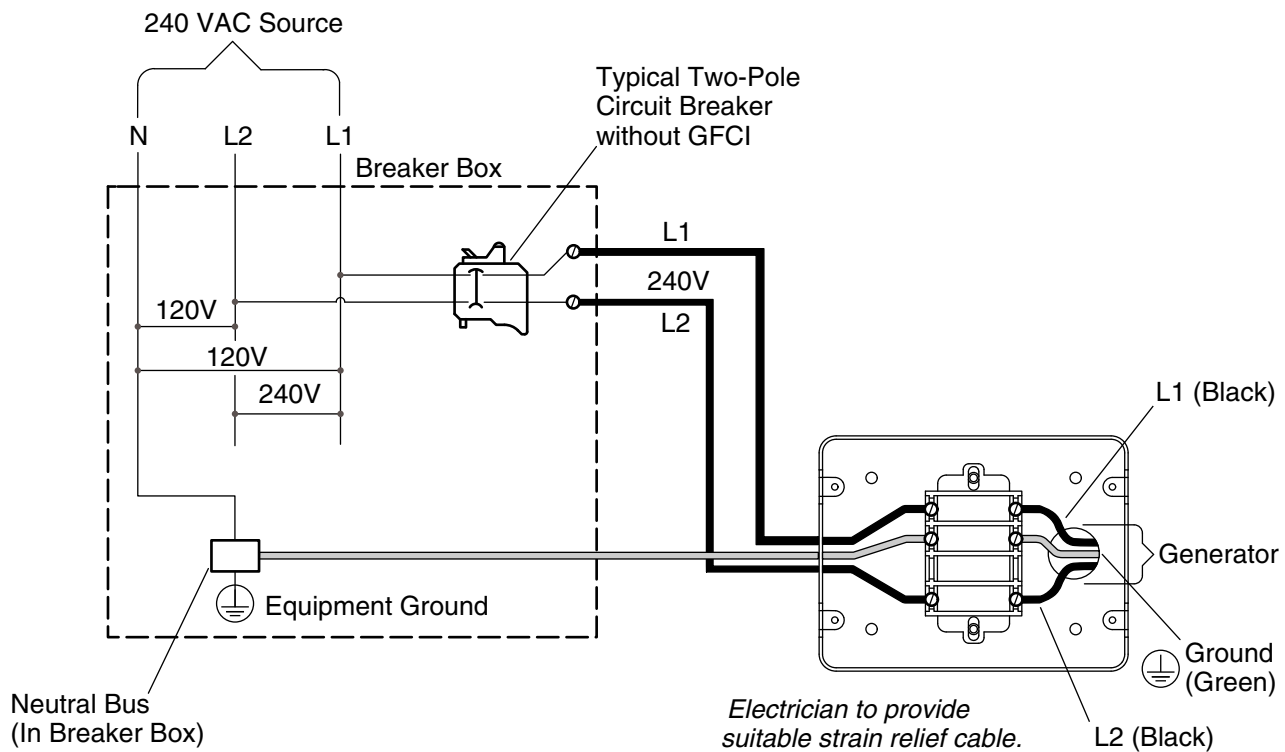 240 VAC Source
Typical Two-Pole
Circuit Breaker
without GFCI
N
L2
L1
Breaker Box
L1
240V
L2
120V
120V
240V
L1 (Black)
Generator
Equipment Ground
Ground
(Green)
Neutral Bus
(In Breaker Box)
Electrician to provide
suitable strain relief cable.
L2 (Black)